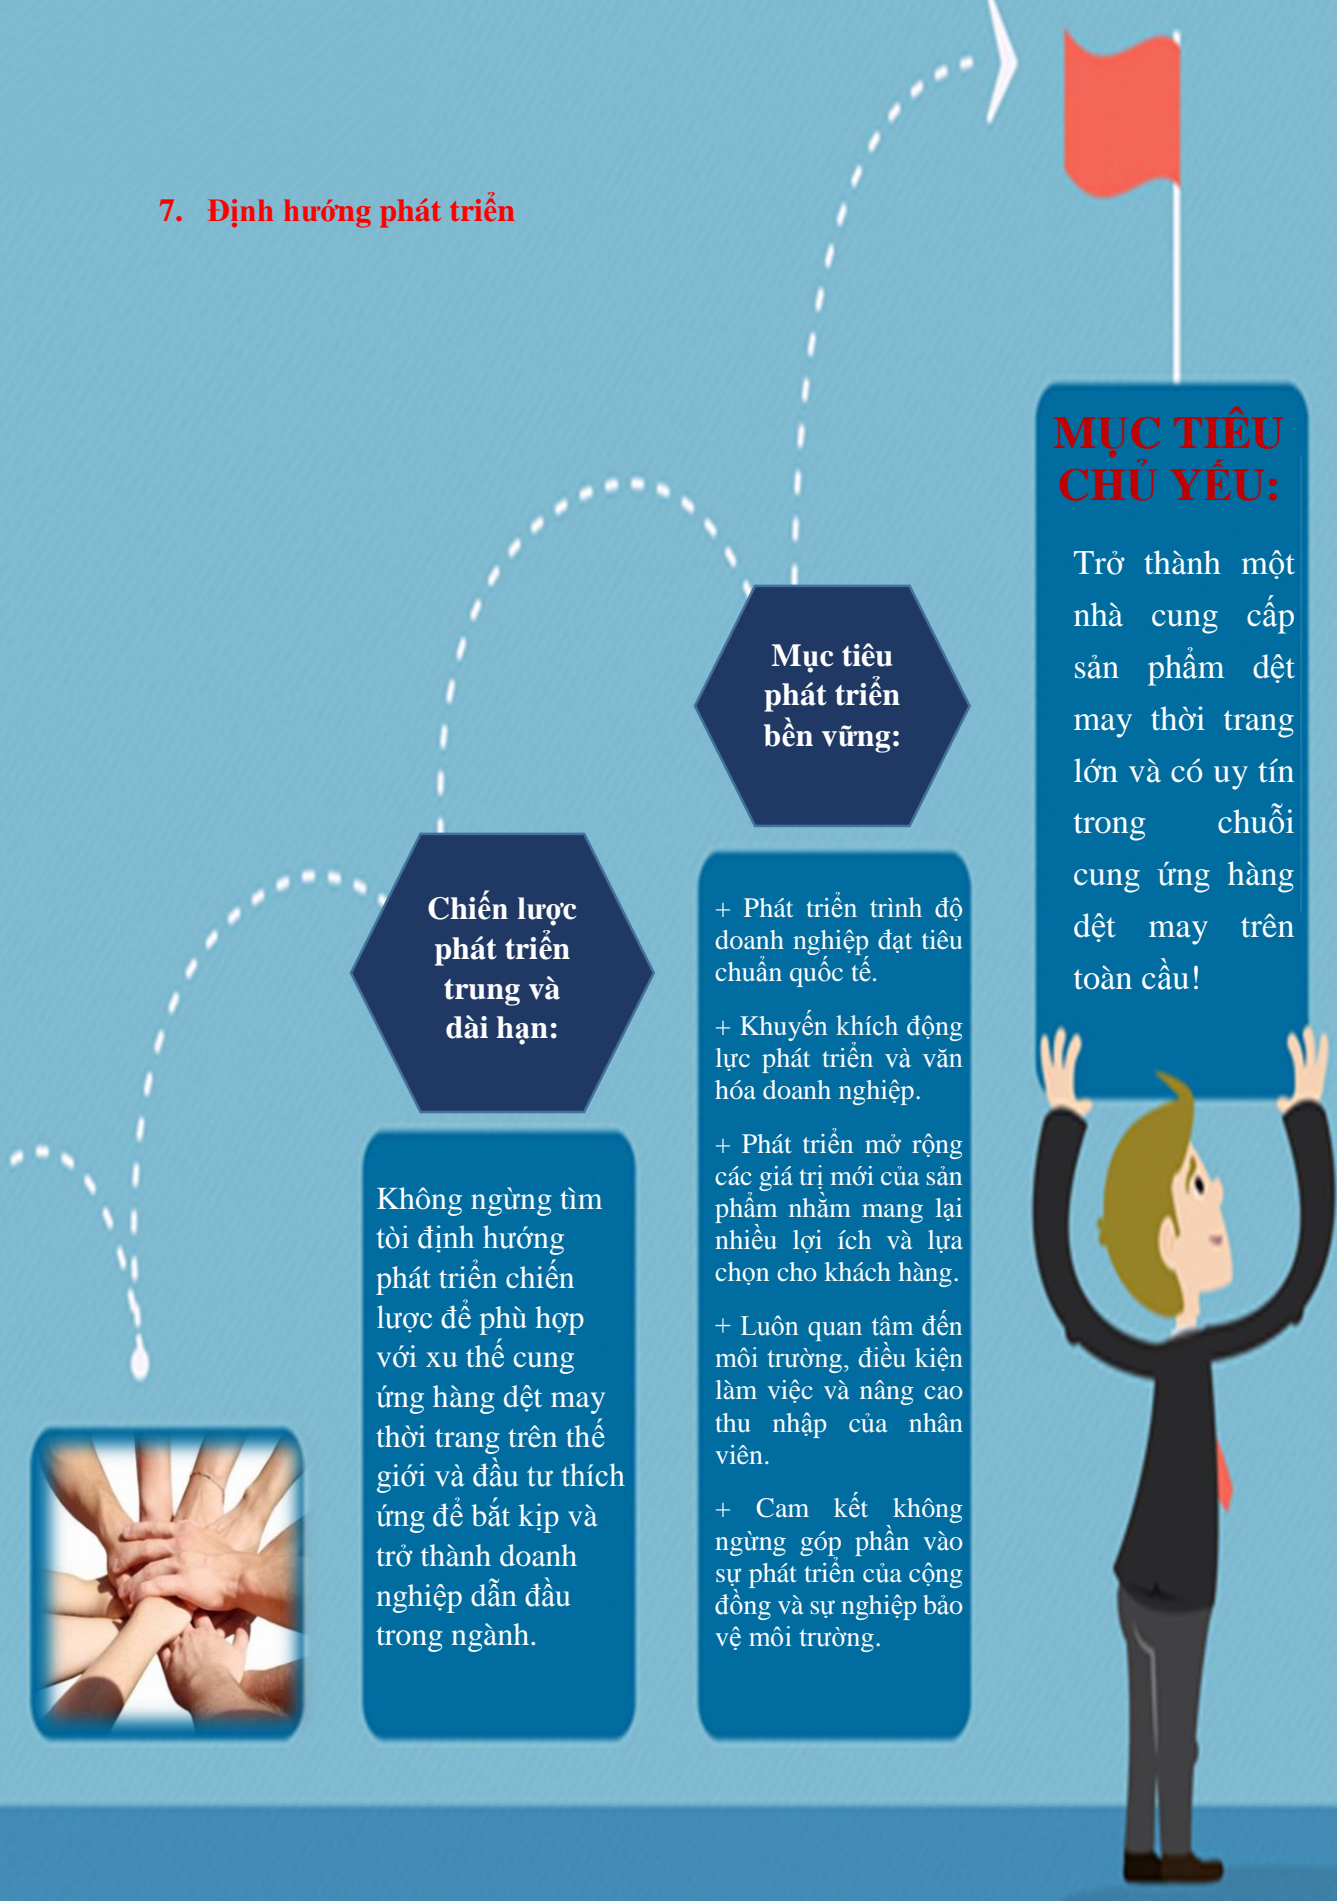 7. Định hướng phát triển
Chiến lược
phát triển
trung và
dài hạn:
Không ngừng tìm
tòi định hướng
phát triển chiến
lược để phù hợp
với xu thế cung
ứng hàng dệt may
thời trang trên thế
giới và đầu tư thích
ứng để bắt kịp và
trở thành doanh
nghiệp dẫn đầu
trong ngành.
Mục tiêu
phát triển
bền vững:
+ Phát triển trình độ
doanh nghiệp đạt tiêu
chuẩn quốc tế.
+ Khuyến khích động
lực phát triển và văn
hóa doanh nghiệp.
+ Phát triển mở rộng
các giá trị mới của sản
phẩm nhằm mang lại
nhiều lợi ích và lựa
chọn cho khách hàng.
+ Luôn quan tâm đến
môi trường, điều kiện
làm việc và nâng cao
thu nhập của nhân
viên.
+ Cam kết không
ngừng góp phần vào
sự phát triển của cộng
đồng và sự nghiệp bảo
vệ môi trường.
MỤC TIÊU
CHỦ YẾU:
Trở thành một
nhà cung cấp
sản phẩm dệt
may thời trang
lớn và có uy tín
trong chuỗi
cung ứng hàng
dệt may trên
toàn cầu!